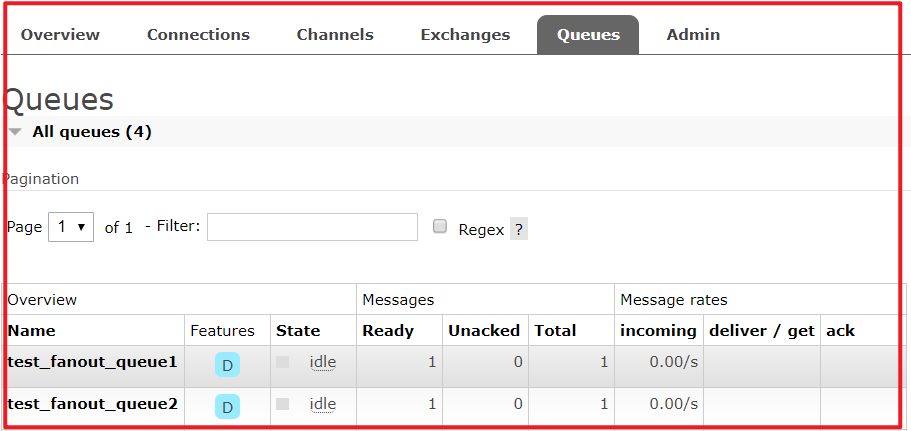 Overview Connections Channels Exchanges Queues Admin
Queues
All queues (4)
Pagination
Page 1 of 1 - Filter: Regex ?
Overview Messages Message rates
Name Features State Ready Unacked Total incoming deliver / get ack
test_fanout_queue1 D idle 1 0 1 0.00/s
test_fanout_queue2 D idle 1 0 1 0.00/s